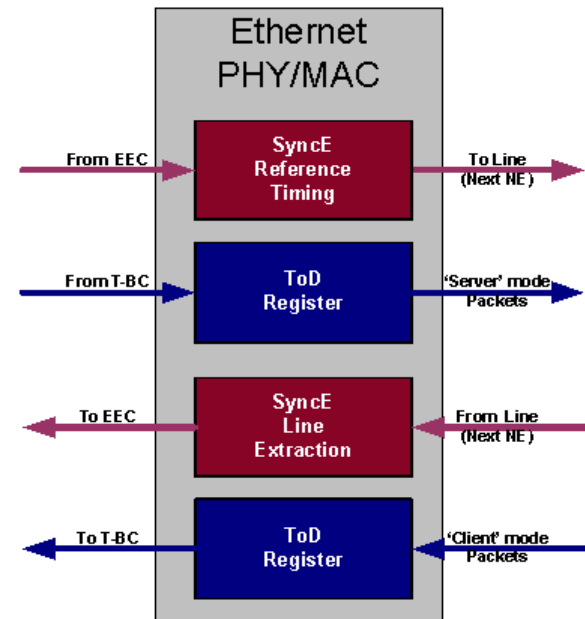 Ethernet
PHY/MAC
From EEC
SyncE
Reference
Timing
To Line
(Next NE)
From T-BC
ToD
Register
‘Server’ mode
Packets
To EEC
SyncE
Line
Extraction
From Line
(Next NE)
To T-BC
ToD
Register
‘Client’ mode
Packets